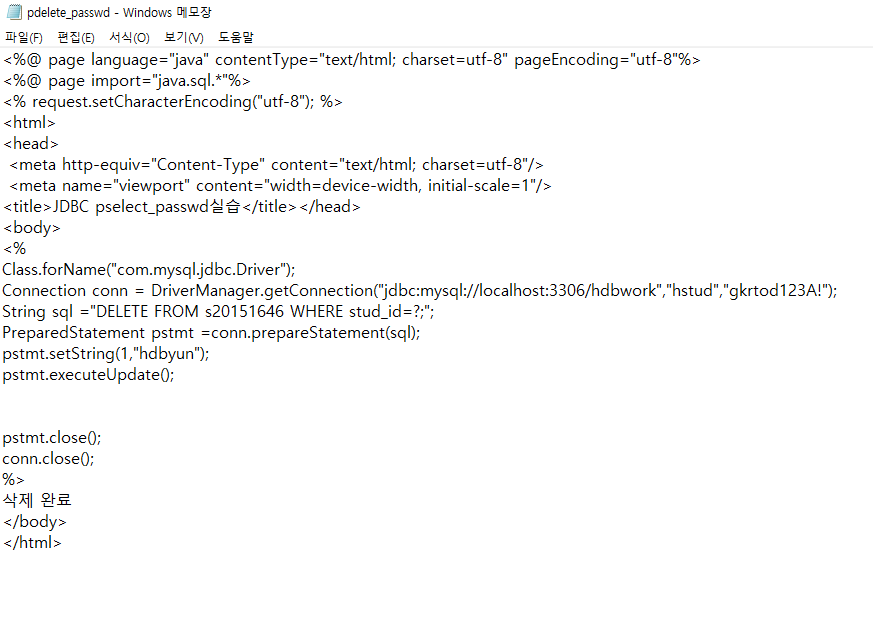 pdelete_passwd - Windows 메모장
파일(F) 편집(E) 서식(O) 보기(V) 도움말
<%@ page language="java" contentType="text/html; charset=utf-8" pageEncoding="utf-8"%>
<%@ page import="java.sql.*"%>
<% request.setCharacterEncoding("utf-8"); %>
<html>
<head>
<meta http-equiv="Content-Type" content="text/html; charset=utf-8"/>
<meta name="viewport" content="width=device-width, initial-scale=1"/>
<title>JDBC pselect_passwd실습</title></head>
<body>
<%
Class.forName("com.mysql.jdbc.Driver");
Connection conn = DriverManager.getConnection("jdbc:mysql://localhost:3306/hdbwork","hstud","gkrtod123A!");
String sql ="DELETE FROM s20151646 WHERE stud_id=?;";
PreparedStatement pstmt =conn.prepareStatement(sql);
pstmt.setString(1,"hdbyun");
pstmt.executeUpdate();
pstmt.close();
conn.close();
%>
삭제 완료
</body>
</html>